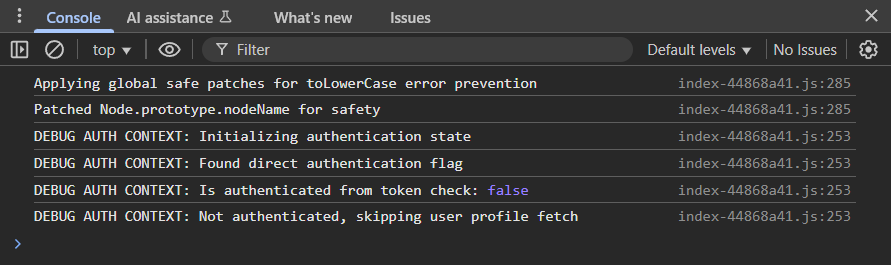 Console AI assistance What's new Issues
top Filter Default levels No Issues
Applying global safe patches for toLowerCase error prevention index-44868a41.js:285
Patched Node.prototype.nodeName for safety index-44868a41.js:285
DEBUG AUTH CONTEXT: Initializing authentication state index-44868a41.js:253
DEBUG AUTH CONTEXT: Found direct authentication flag index-44868a41.js:253
DEBUG AUTH CONTEXT: Is authenticated from token check: false index-44868a41.js:253
DEBUG AUTH CONTEXT: Not authenticated, skipping user profile fetch index-44868a41.js:253